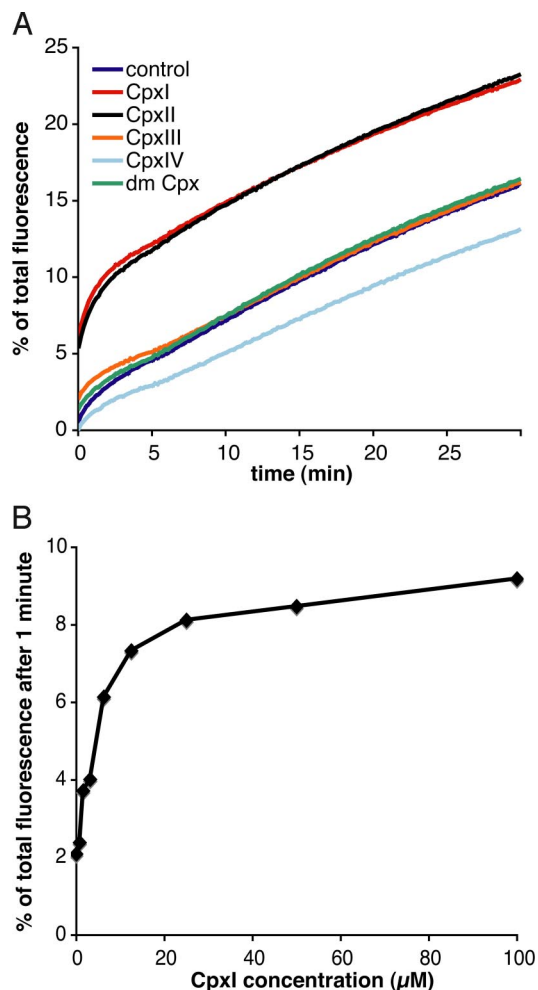 A
25
20
15
10
5
0
% of total fluorescence
control
CpxI
CpxII
CpxIII
CpxIV
dm Cpx
0 5 10 15 20 25
time (min)
B
10
8
6
4
2
0
% of total fluorescence after 1 minute
0 20 40 60 80 100
CpxI concentration (µM)